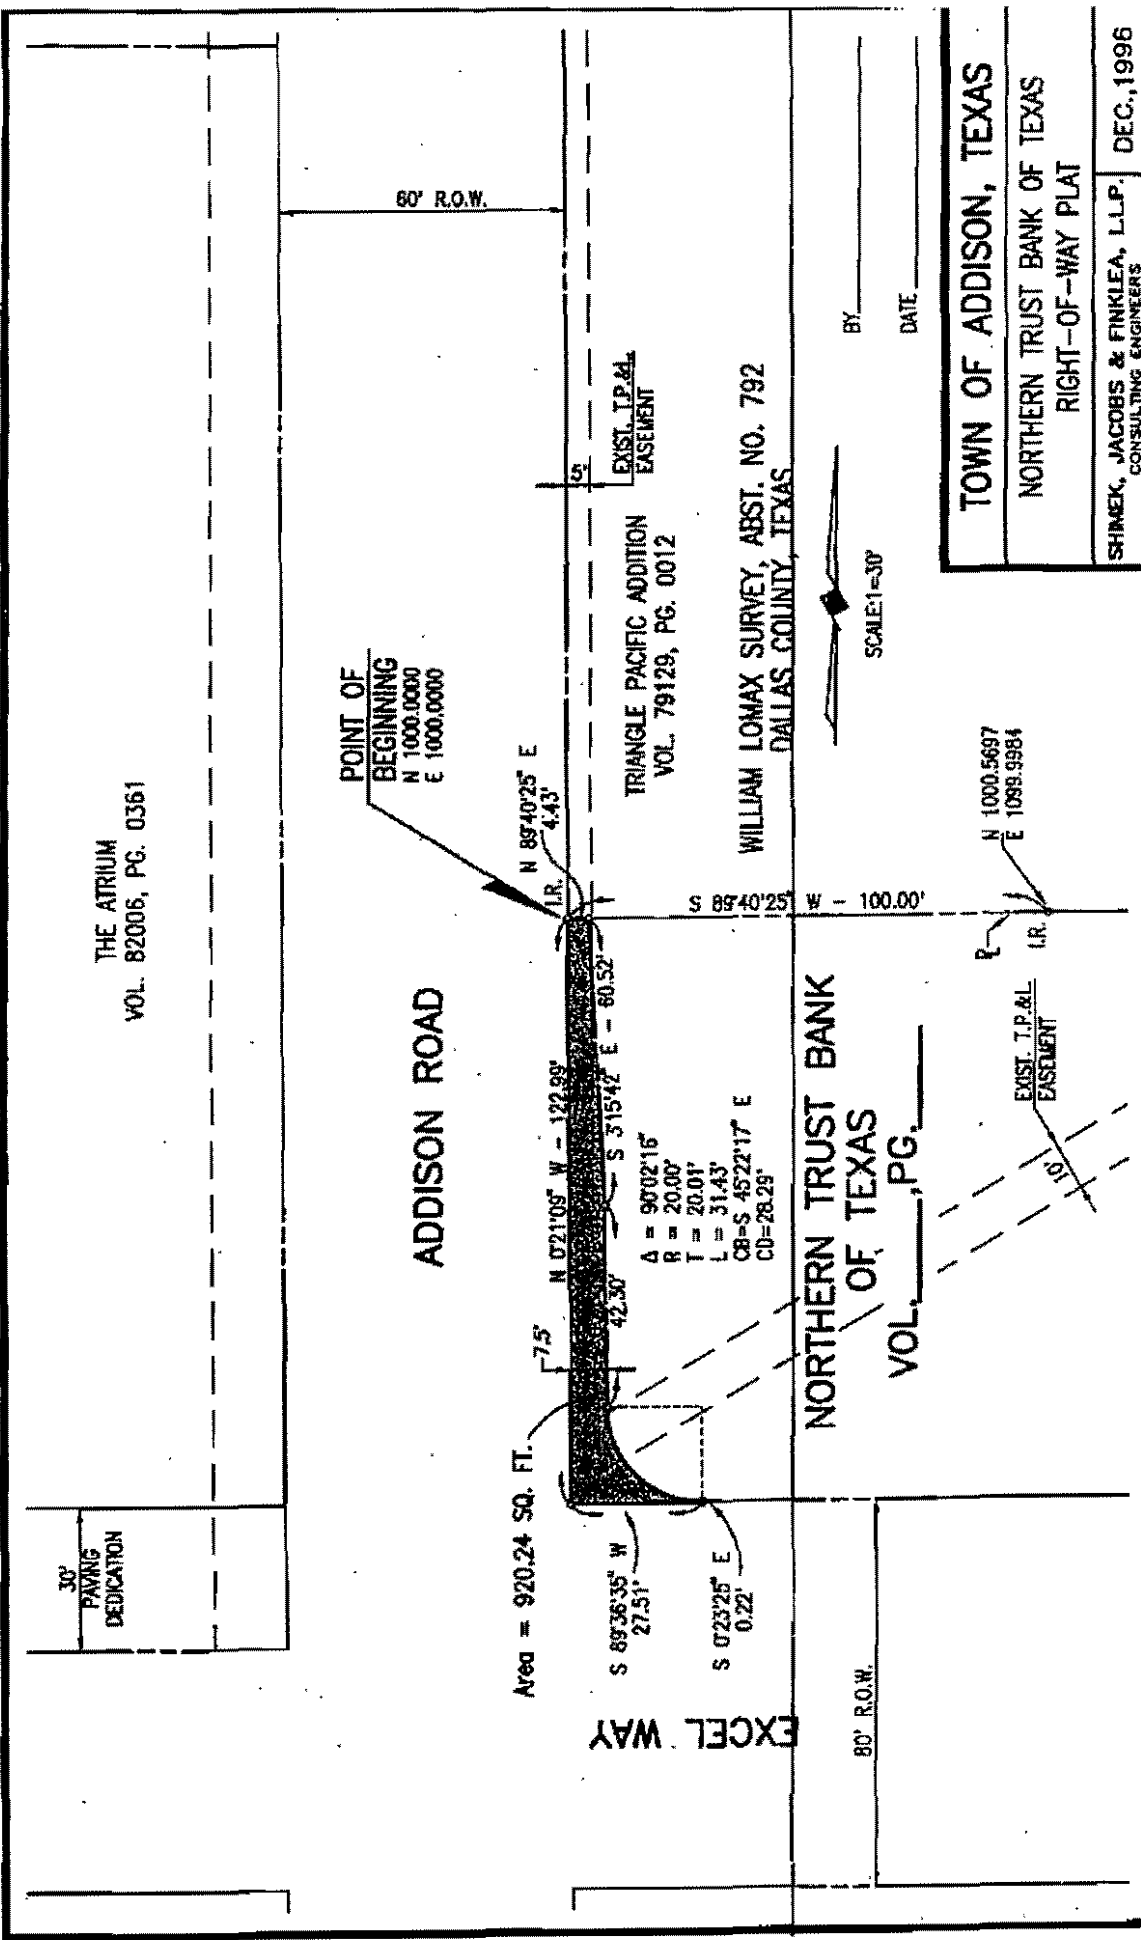 THE ATRIUM
VOL. 82006, PG. 0361
30'
PAVING
DEDICATION
60' R.O.W.
ADDISON ROAD
POINT OF
BEGINNING
N 1000.0000
E 1000.0000
Area = 920.24 SQ. FT.
7.5'
N 0°21'09" W - 122.99'
I.R.
N 89°40'25" E
4.43'
5'
EXIST. T.P.&L.
EASEMENT
42.30'
S 3°15'42" E - 60.52'
S 89°36'35" W
27.51'
S 0°23'25" E
0.22'
Δ = 90°02'16"
R = 20.00'
T = 20.01'
L = 31.43'
CB=S 45°22'17" E
CD=28.29'
TRIANGLE PACIFIC ADDITION
VOL. 79129, PG. 0012
S 89°40'25" W - 100.00'
WILLIAM LOMAX SURVEY, ABST. NO. 792
DALLAS COUNTY, TEXAS
EXCEL WAY
80' R.O.W.
NORTHERN TRUST BANK
OF TEXAS
VOL.____,PG.____
SCALE:1=30'
BY
DATE
PL
I.R.
N 1000.5697
E 1099.9984
EXIST. T.P.&L.
EASEMENT
10'
TOWN OF ADDISON, TEXAS
NORTHERN TRUST BANK OF TEXAS
RIGHT-OF-WAY PLAT
SHIMEK, JACOBS & FINKLEA, L.L.P.
CONSULTING ENGINEERS
DEC.,1996